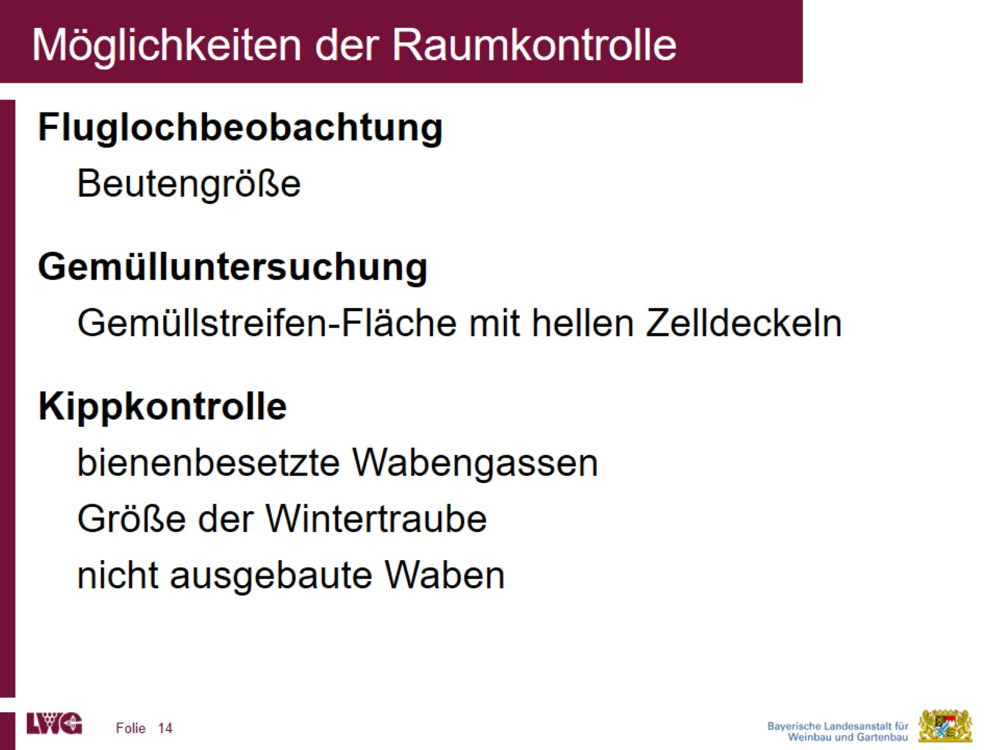 Möglichkeiten der Raumkontrolle
Fluglochbeobachtung
Beutengröße
Gemülluntersuchung
Gemüllstreifen-Fläche mit hellen Zelldeckeln
Kippkontrolle
bienenbesetzte Wabengassen
Größe der Wintertraube
nicht ausgebaute Waben
LWG
Folie 14
Bayerische Landesanstalt für
Weinbau und Gartenbau